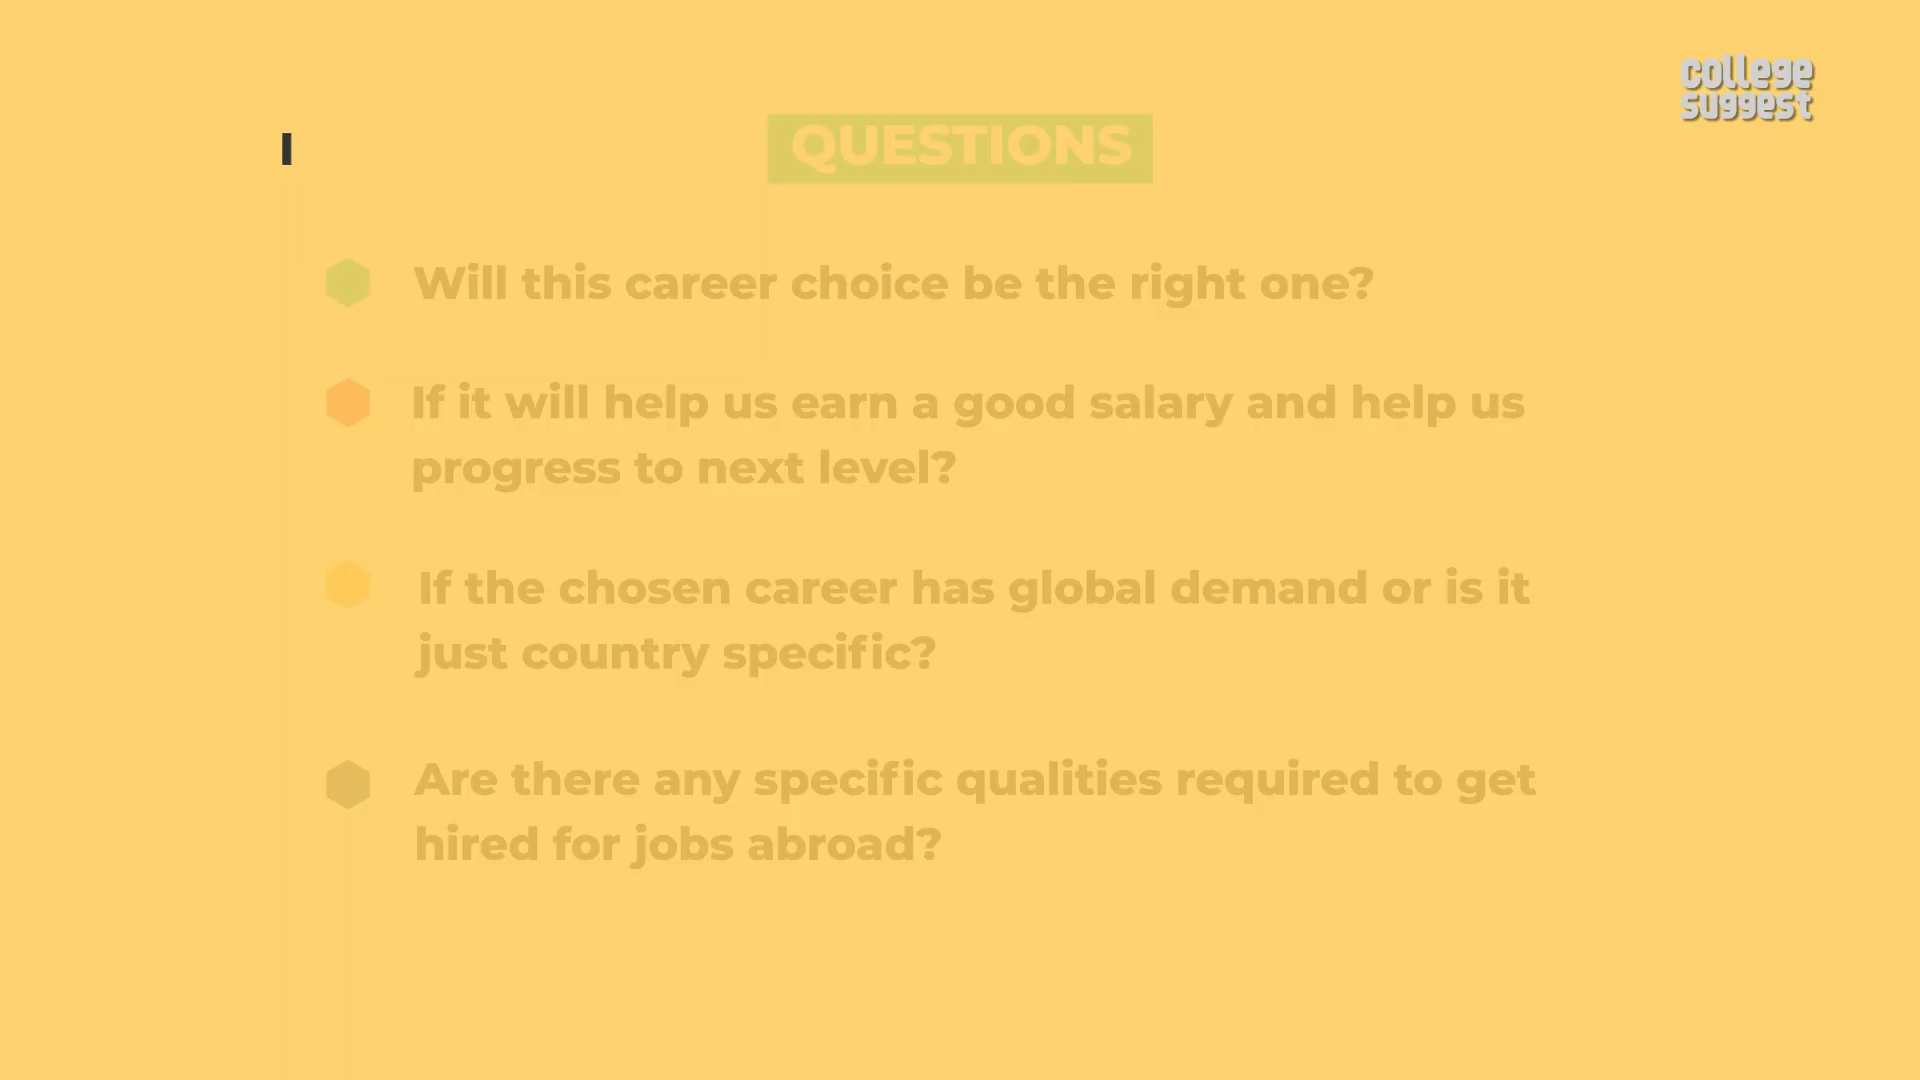 college
suggest
QUESTIONS
Will this career choice be the right one?
If it will help us earn a good salary and help us
progress to next level?
If the chosen career has global demand or is it
just country specific?
Are there any specific qualities required to get
hired for jobs abroad?